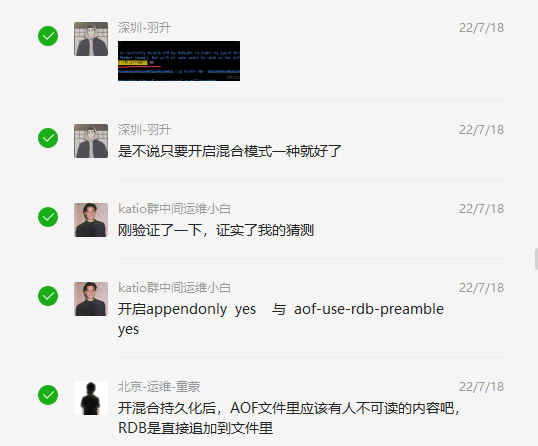 深圳-羽升 22/7/18
深圳-羽升 22/7/18
是不说只要开启混合模式一种就好了
katio群中间运维小白 22/7/18
刚验证了一下，证实了我的猜测
katio群中间运维小白 22/7/18
开启appendonly yes 与 aof-use-rdb-preamble
yes
北京-运维-童蒙 22/7/18
开混合持久化后，AOF文件里应该有人不可读的内容吧，
RDB是直接追加到文件里